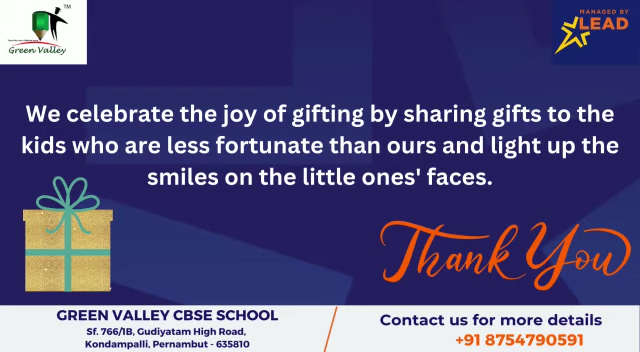 TM
Green Valley
MANAGED BY
LEAD
We celebrate the joy of gifting by sharing gifts to the
kids who are less fortunate than ours and light up the
smiles on the little ones' faces.
Thank You
GREEN VALLEY CBSE SCHOOL
Sf. 766/1B, Gudiyatam High Road,
Kondampalli, Pernambut - 635810
Contact us for more details
+91 8754790591